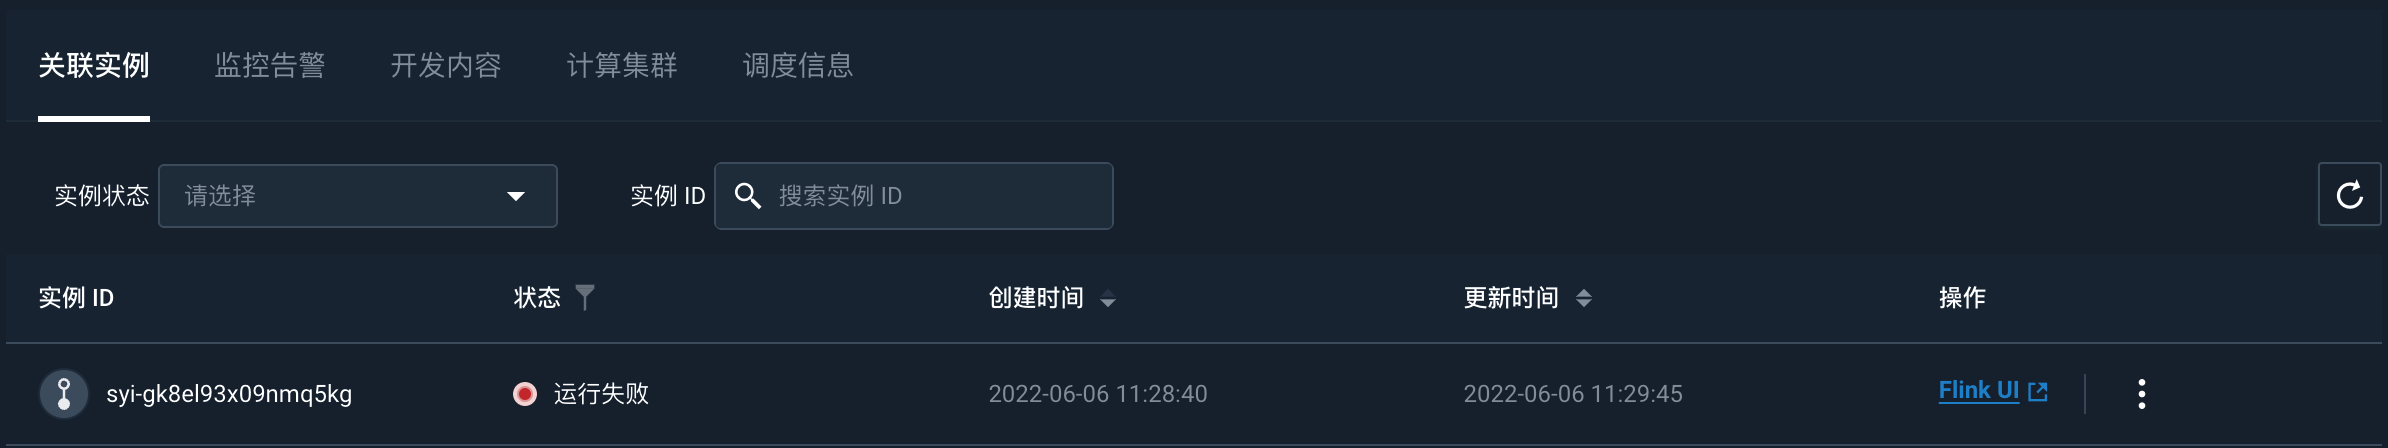 关联实例 监控告警 开发内容 计算集群 调度信息
实例状态 请选择 实例 ID 搜索实例 ID
实例 ID 状态 创建时间 更新时间 操作
syi-gk8el93x09nmq5kg 运行失败 2022-06-06 11:28:40 2022-06-06 11:29:45 Flink UI